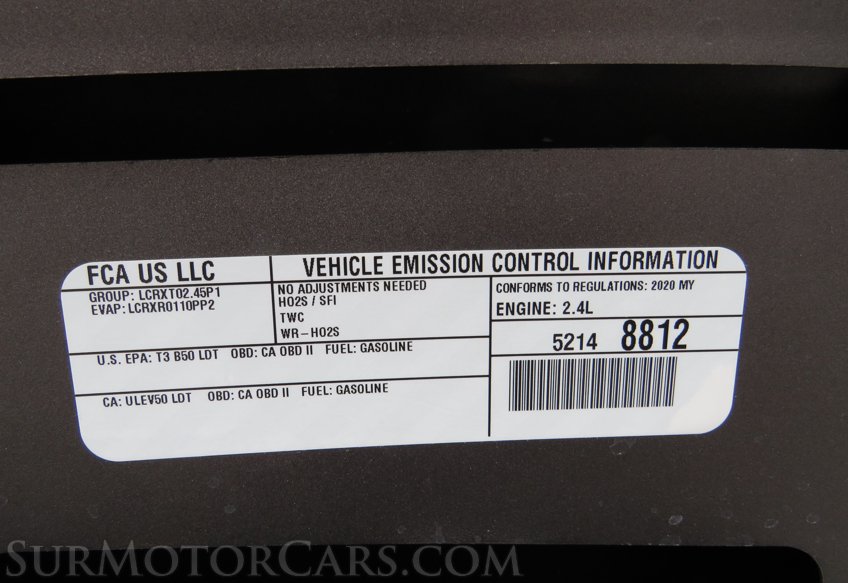 FCA US LLC
VEHICLE EMISSION CONTROL INFORMATION
GROUP: LCRXT02.45P1
EVAP: LCRXR0110PP2
NO ADJUSTMENTS NEEDED
HO2S / SFI
TWC
WR-HO2S
CONFORMS TO REGULATIONS: 2020 MY
ENGINE: 2.4L
5214 8812
U.S. EPA: T3 B50 LDT OBD: CA OBD II FUEL: GASOLINE
CA: ULEV50 LDT OBD: CA OBD II FUEL: GASOLINE
SurMotorCars.com